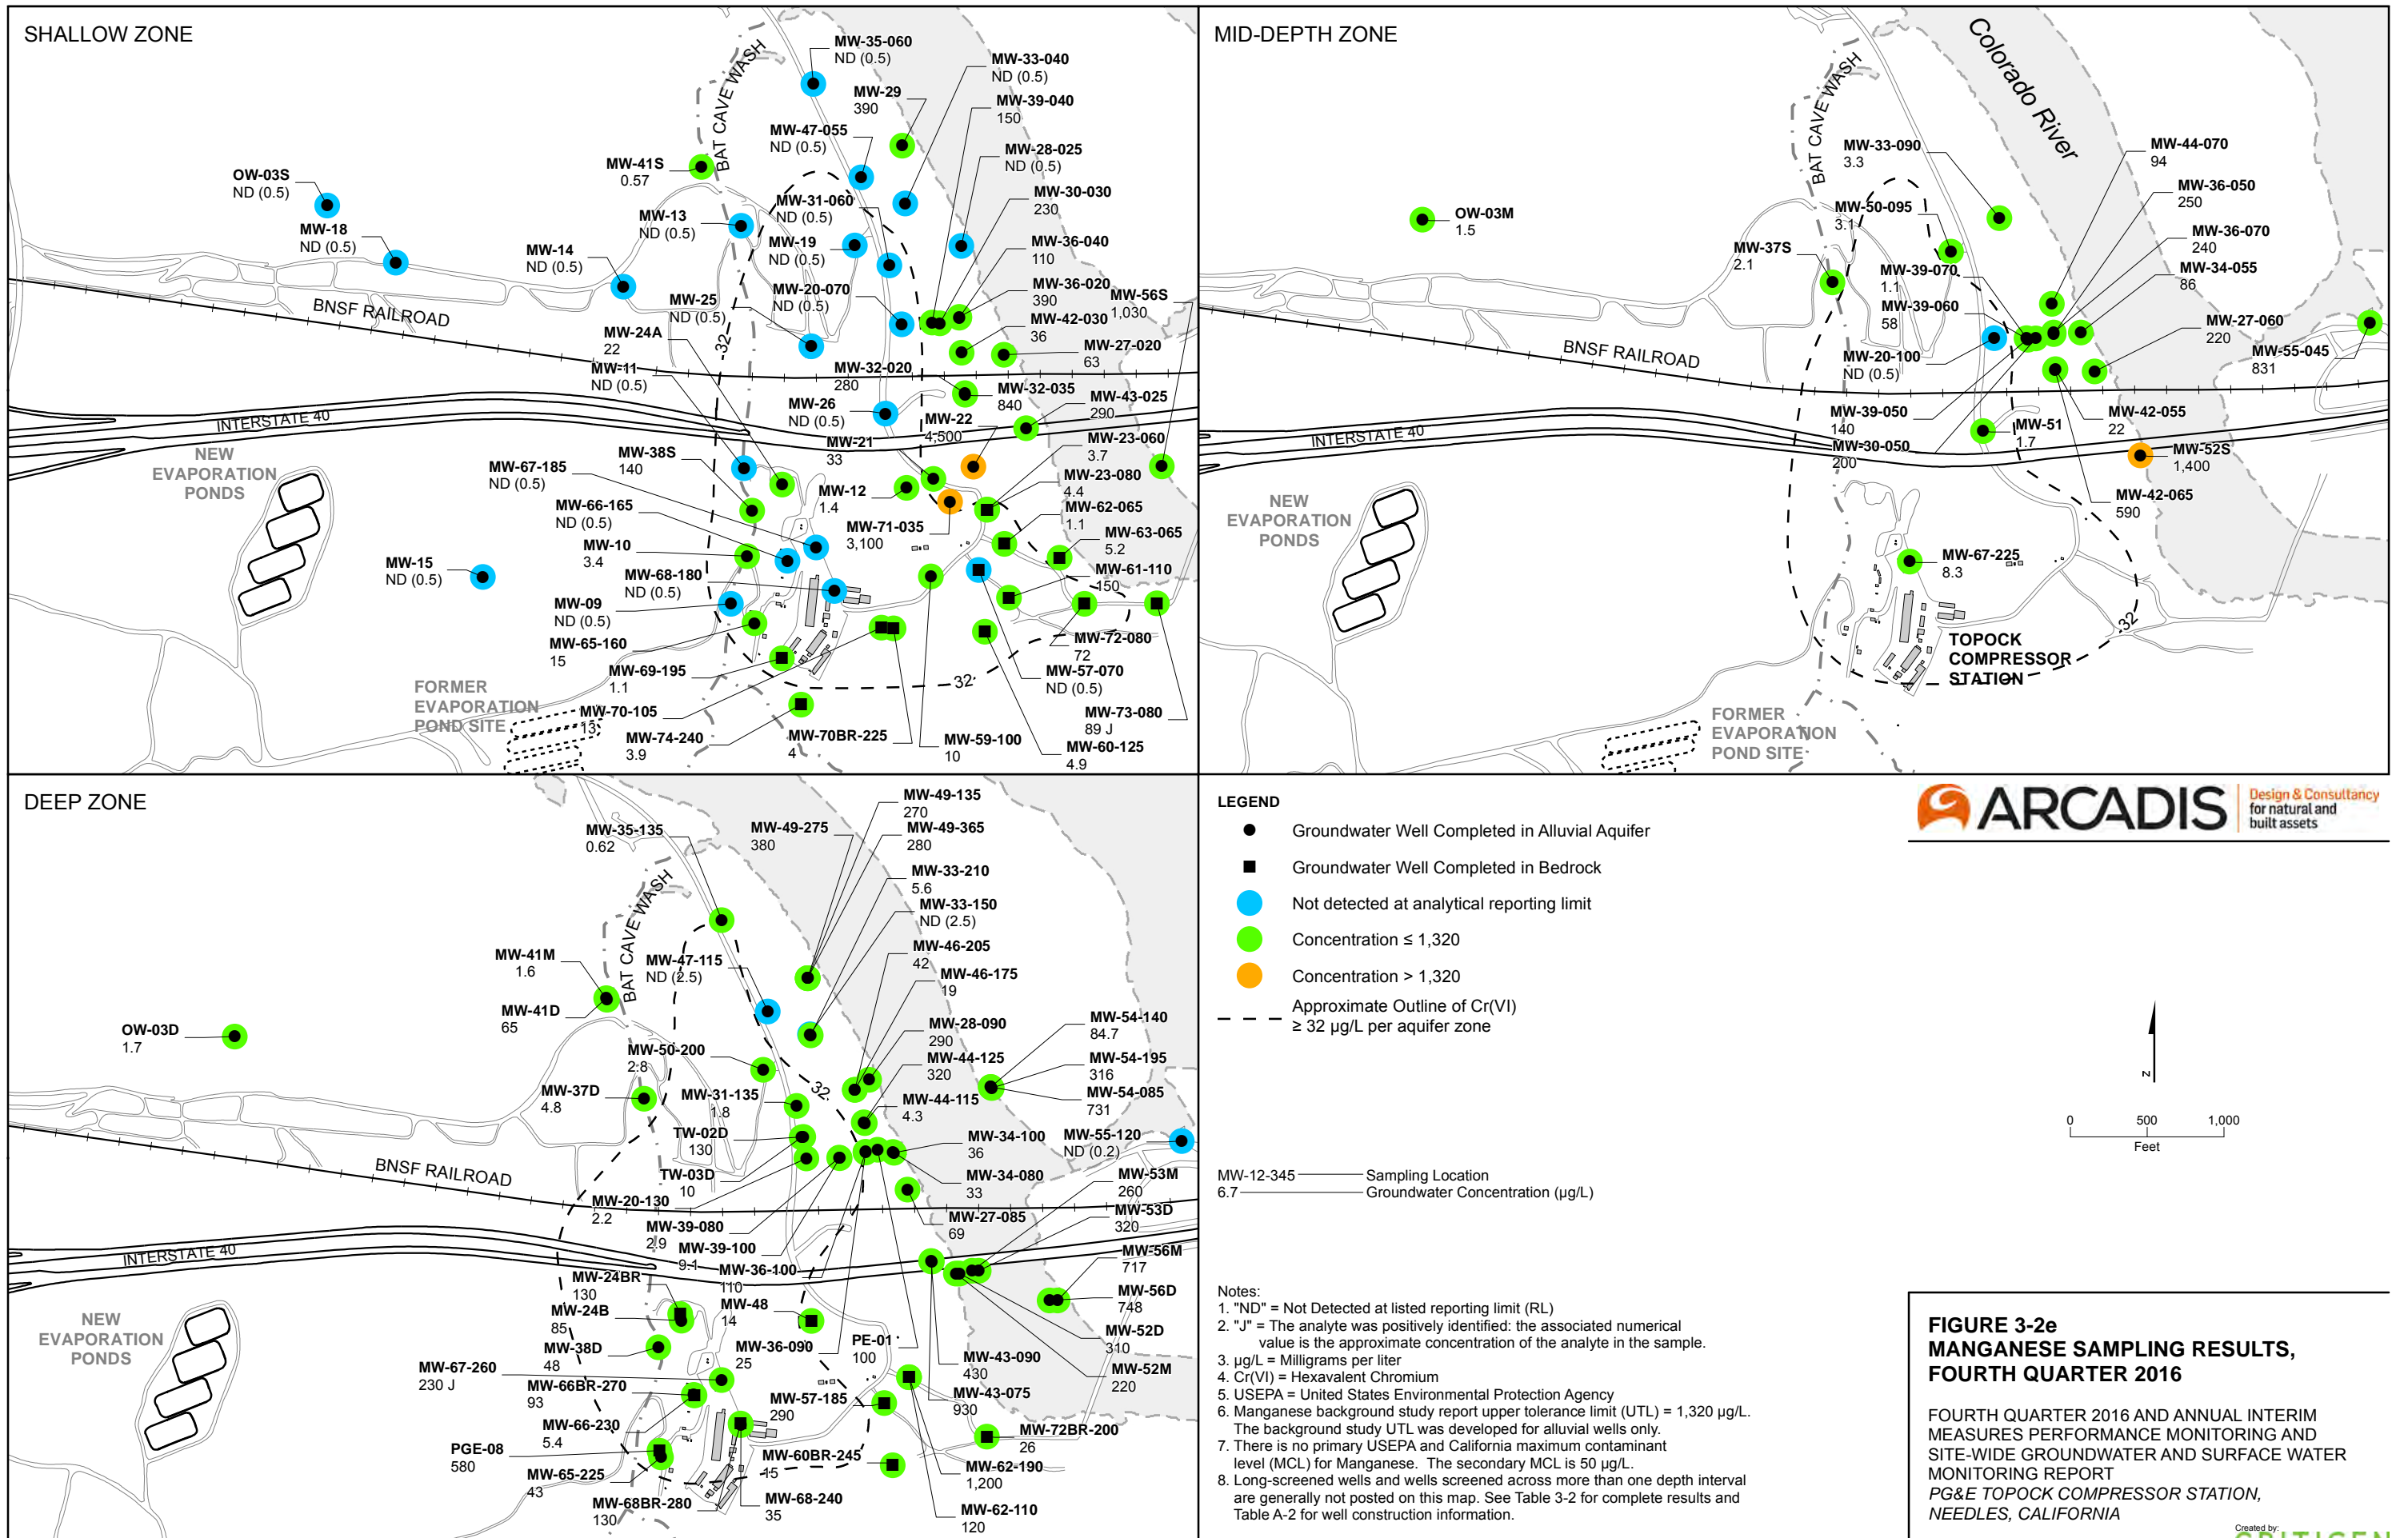 SHALLOW ZONE
BAT CAVE WASH
MW-35-060
ND (0.5)
MW-33-040
ND (0.5)
MW-29
390
MW-39-040
150
MW-47-055
ND (0.5)
MW-28-025
ND (0.5)
MW-41S
0.57
OW-03S
ND (0.5)
MW-30-030
230
MW-31-060
ND (0.5)
MW-13
ND (0.5)
MW-18
ND (0.5)
MW-19
ND (0.5)
MW-36-040
110
MW-14
ND (0.5)
MW-36-020
390
MW-56S
1,030
MW-20-070
ND (0.5)
MW-25
ND (0.5)
BNSF RAILROAD
MW-42-030
36
MW-24A
22
32
MW-27-020
63
MW-11
ND (0.5)
MW-32-020
280
MW-32-035
840
MW-43-025
290
MW-26
ND (0.5)
MW-22
4,500
INTERSTATE 40
MW-21
33
MW-23-060
3.7
NEW
EVAPORATION
PONDS
MW-38S
140
MW-67-185
ND (0.5)
MW-23-080
4.4
MW-12
1.4
MW-66-165
ND (0.5)
MW-62-065
1.1
MW-71-035
3,100
MW-63-065
5.2
MW-10
3.4
MW-15
ND (0.5)
MW-68-180
ND (0.5)
MW-61-110
150
MW-09
ND (0.5)
MW-65-160
15
MW-72-080
72
MW-69-195
1.1
MW-57-070
ND (0.5)
32
FORMER
EVAPORATION
POND SITE
MW-70-105
13
MW-73-080
89 J
MW-74-240
3.9
MW-70BR-225
4
MW-59-100
10
MW-60-125
4.9
MID-DEPTH ZONE
Colorado River
BAT CAVE WASH
MW-33-090
3.3
MW-44-070
94
MW-36-050
250
OW-03M
1.5
MW-50-095
3.1
MW-36-070
240
MW-37S
2.1
MW-34-055
86
MW-39-070
1.1
MW-39-060
58
MW-27-060
220
MW-55-045
831
BNSF RAILROAD
MW-20-100
ND (0.5)
MW-39-050
140
MW-42-055
22
MW-51
1.7
INTERSTATE 40
MW-30-050
200
MW-52S
1,400
MW-42-065
590
NEW
EVAPORATION
PONDS
MW-67-225
8.3
32
TOPOCK
COMPRESSOR
STATION
FORMER
EVAPORATION
POND SITE
DEEP ZONE
MW-49-135
270
MW-35-135
0.62
MW-49-275
380
MW-49-365
280
MW-33-210
5.6
BAT CAVE WASH
MW-33-150
ND (2.5)
MW-41M
1.6
MW-47-115
ND (2.5)
MW-46-205
42
MW-46-175
19
MW-41D
65
OW-03D
1.7
MW-28-090
290
MW-54-140
84.7
MW-50-200
2.8
MW-44-125
320
MW-54-195
316
MW-37D
4.8
MW-31-135
1.8
32
MW-44-115
4.3
MW-54-085
731
TW-02D
130
MW-34-100
36
MW-55-120
ND (0.2)
BNSF RAILROAD
TW-03D
10
MW-34-080
33
MW-53M
260
MW-20-130
2.2
MW-27-085
69
MW-53D
320
MW-39-080
2.9
INTERSTATE 40
MW-39-100
9.1
MW-56M
717
MW-36-100
110
MW-24BR
130
MW-56D
748
MW-24B
85
MW-48
14
NEW
EVAPORATION
PONDS
MW-52D
310
MW-38D
48
MW-36-090
25
PE-01
100
MW-43-090
430
MW-52M
220
MW-67-260
230 J
MW-66BR-270
93
MW-57-185
290
MW-43-075
930
MW-66-230
5.4
MW-72BR-200
26
PGE-08
580
MW-60BR-245
15
MW-62-190
1,200
MW-65-225
43
MW-68BR-280
130
MW-68-240
35
MW-62-110
120
LEGEND
Groundwater Well Completed in Alluvial Aquifer
Groundwater Well Completed in Bedrock
Not detected at analytical reporting limit
Concentration ≤ 1,320
Concentration > 1,320
Approximate Outline of Cr(VI)
≥ 32 µg/L per aquifer zone
MW-12-345 Sampling Location
6.7 Groundwater Concentration (µg/L)
Notes:
1. "ND" = Not Detected at listed reporting limit (RL)
2. "J" = The analyte was positively identified: the associated numerical
value is the approximate concentration of the analyte in the sample.
3. µg/L = Milligrams per liter
4. Cr(VI) = Hexavalent Chromium
5. USEPA = United States Environmental Protection Agency
6. Manganese background study report upper tolerance limit (UTL) = 1,320 µg/L.
The background study UTL was developed for alluvial wells only.
7. There is no primary USEPA and California maximum contaminant
level (MCL) for Manganese. The secondary MCL is 50 µg/L.
8. Long-screened wells and wells screened across more than one depth interval
are generally not posted on this map. See Table 3-2 for complete results and
Table A-2 for well construction information.
ARCADIS
Design & Consultancy
for natural and
built assets
N
0 500 1,000
Feet
FIGURE 3-2e
MANGANESE SAMPLING RESULTS,
FOURTH QUARTER 2016
FOURTH QUARTER 2016 AND ANNUAL INTERIM
MEASURES PERFORMANCE MONITORING AND
SITE-WIDE GROUNDWATER AND SURFACE WATER
MONITORING REPORT
PG&E TOPOCK COMPRESSOR STATION,
NEEDLES, CALIFORNIA
Created by: